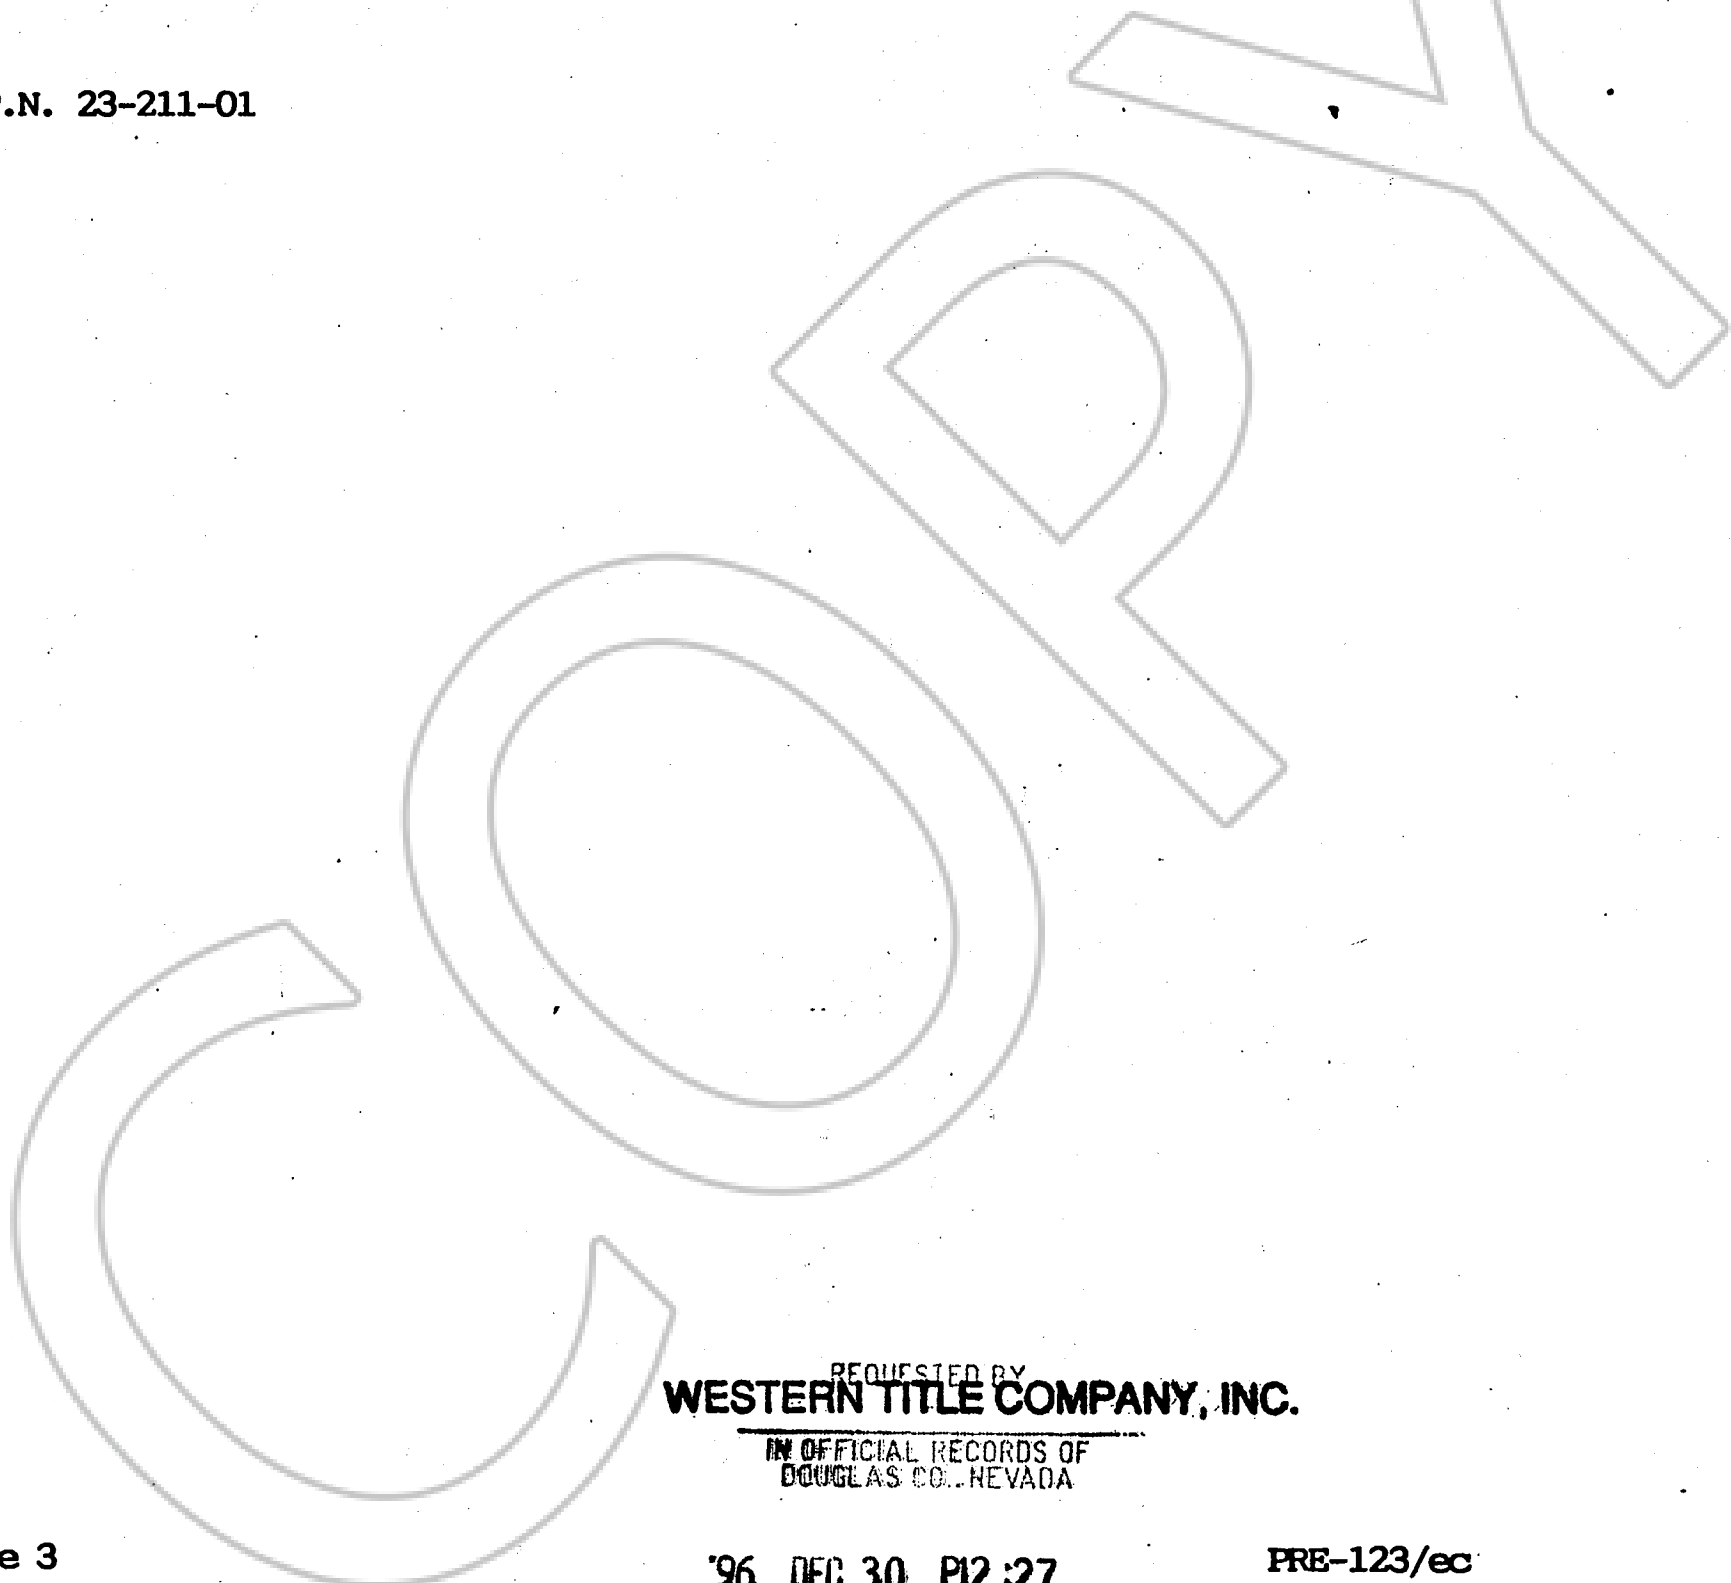 .N. 23-211-01
COPY
REQUESTED BY
WESTERN TITLE COMPANY, INC.
IN OFFICIAL RECORDS OF
DOUGLAS CO., NEVADA
e 3
'96 DEC 30 P12:27
PRE-123/ec